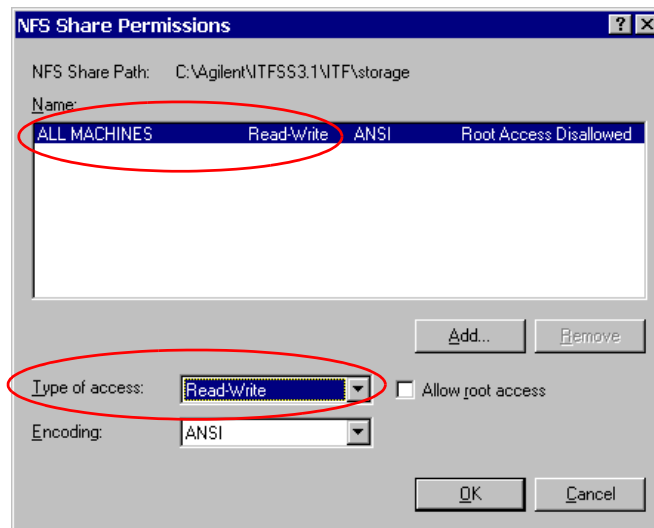 NFS Share Permissions
NFS Share Path: C:\Agilent\ITFSS3.1\ITF\storage
Name:
ALL MACHINES Read-Write ANSI Root Access Disallowed
Add... Remove
Type of access: Read-Write Allow root access
Encoding: ANSI
OK Cancel